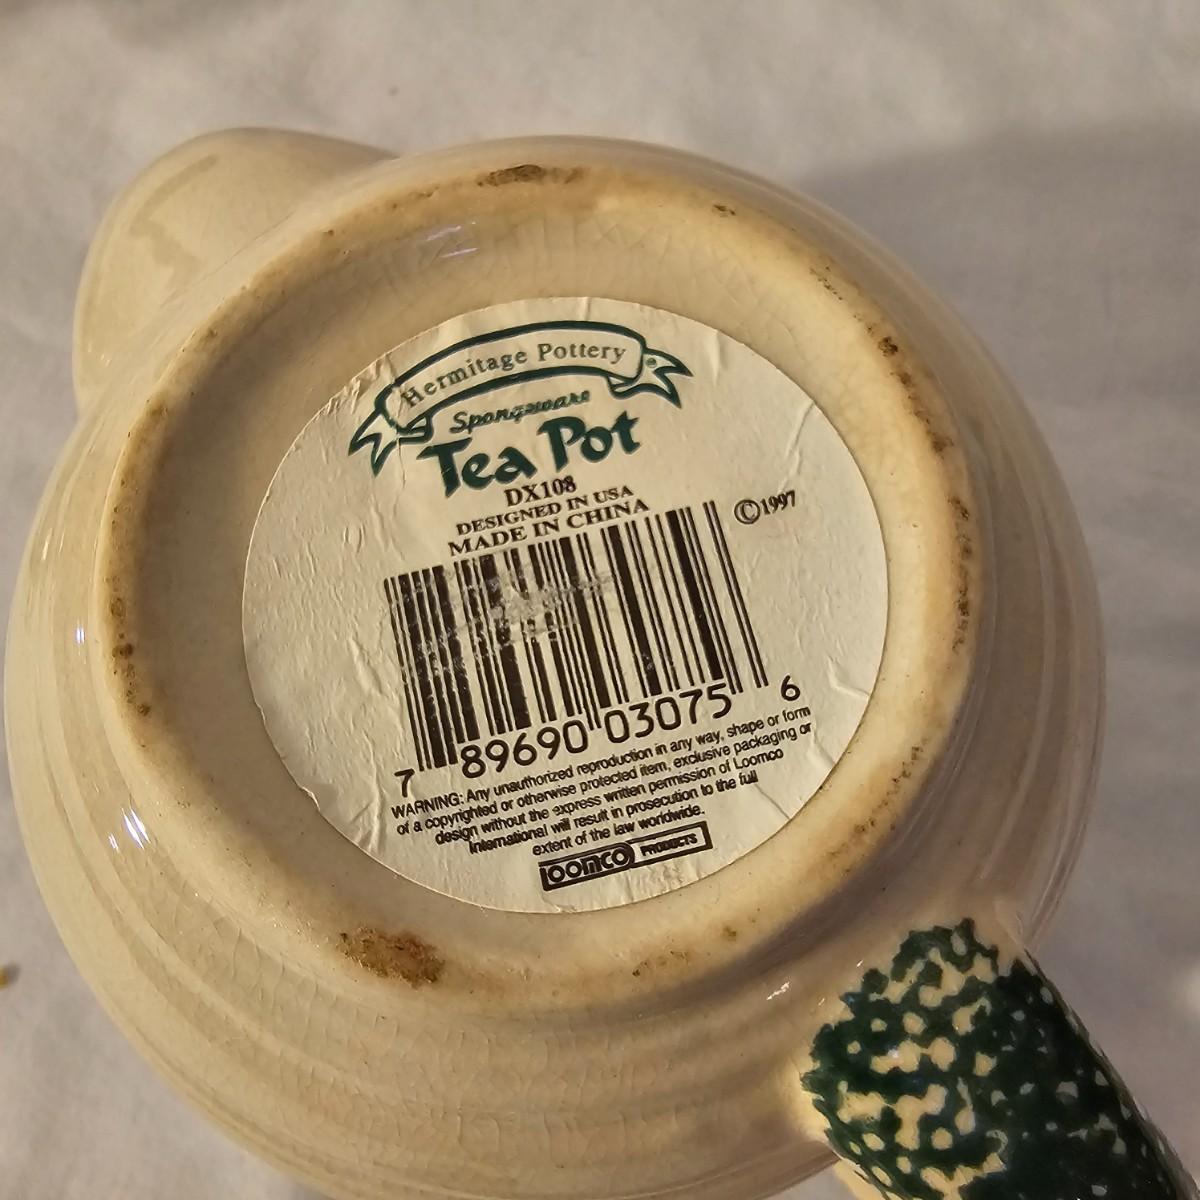 Hermitage Pottery
Spongeware
Tea Pot
DX108
DESIGNED IN USA
MADE IN CHINA
©1997
7 89690 03075 6
WARNING: Any unauthorized reproduction in any way, shape or form
of a copyrighted or otherwise protected item, exclusive packaging or
design without the express written permission of Loomco
International will result in prosecution to the full
extent of the law worldwide.
LOOMCO PRODUCTS